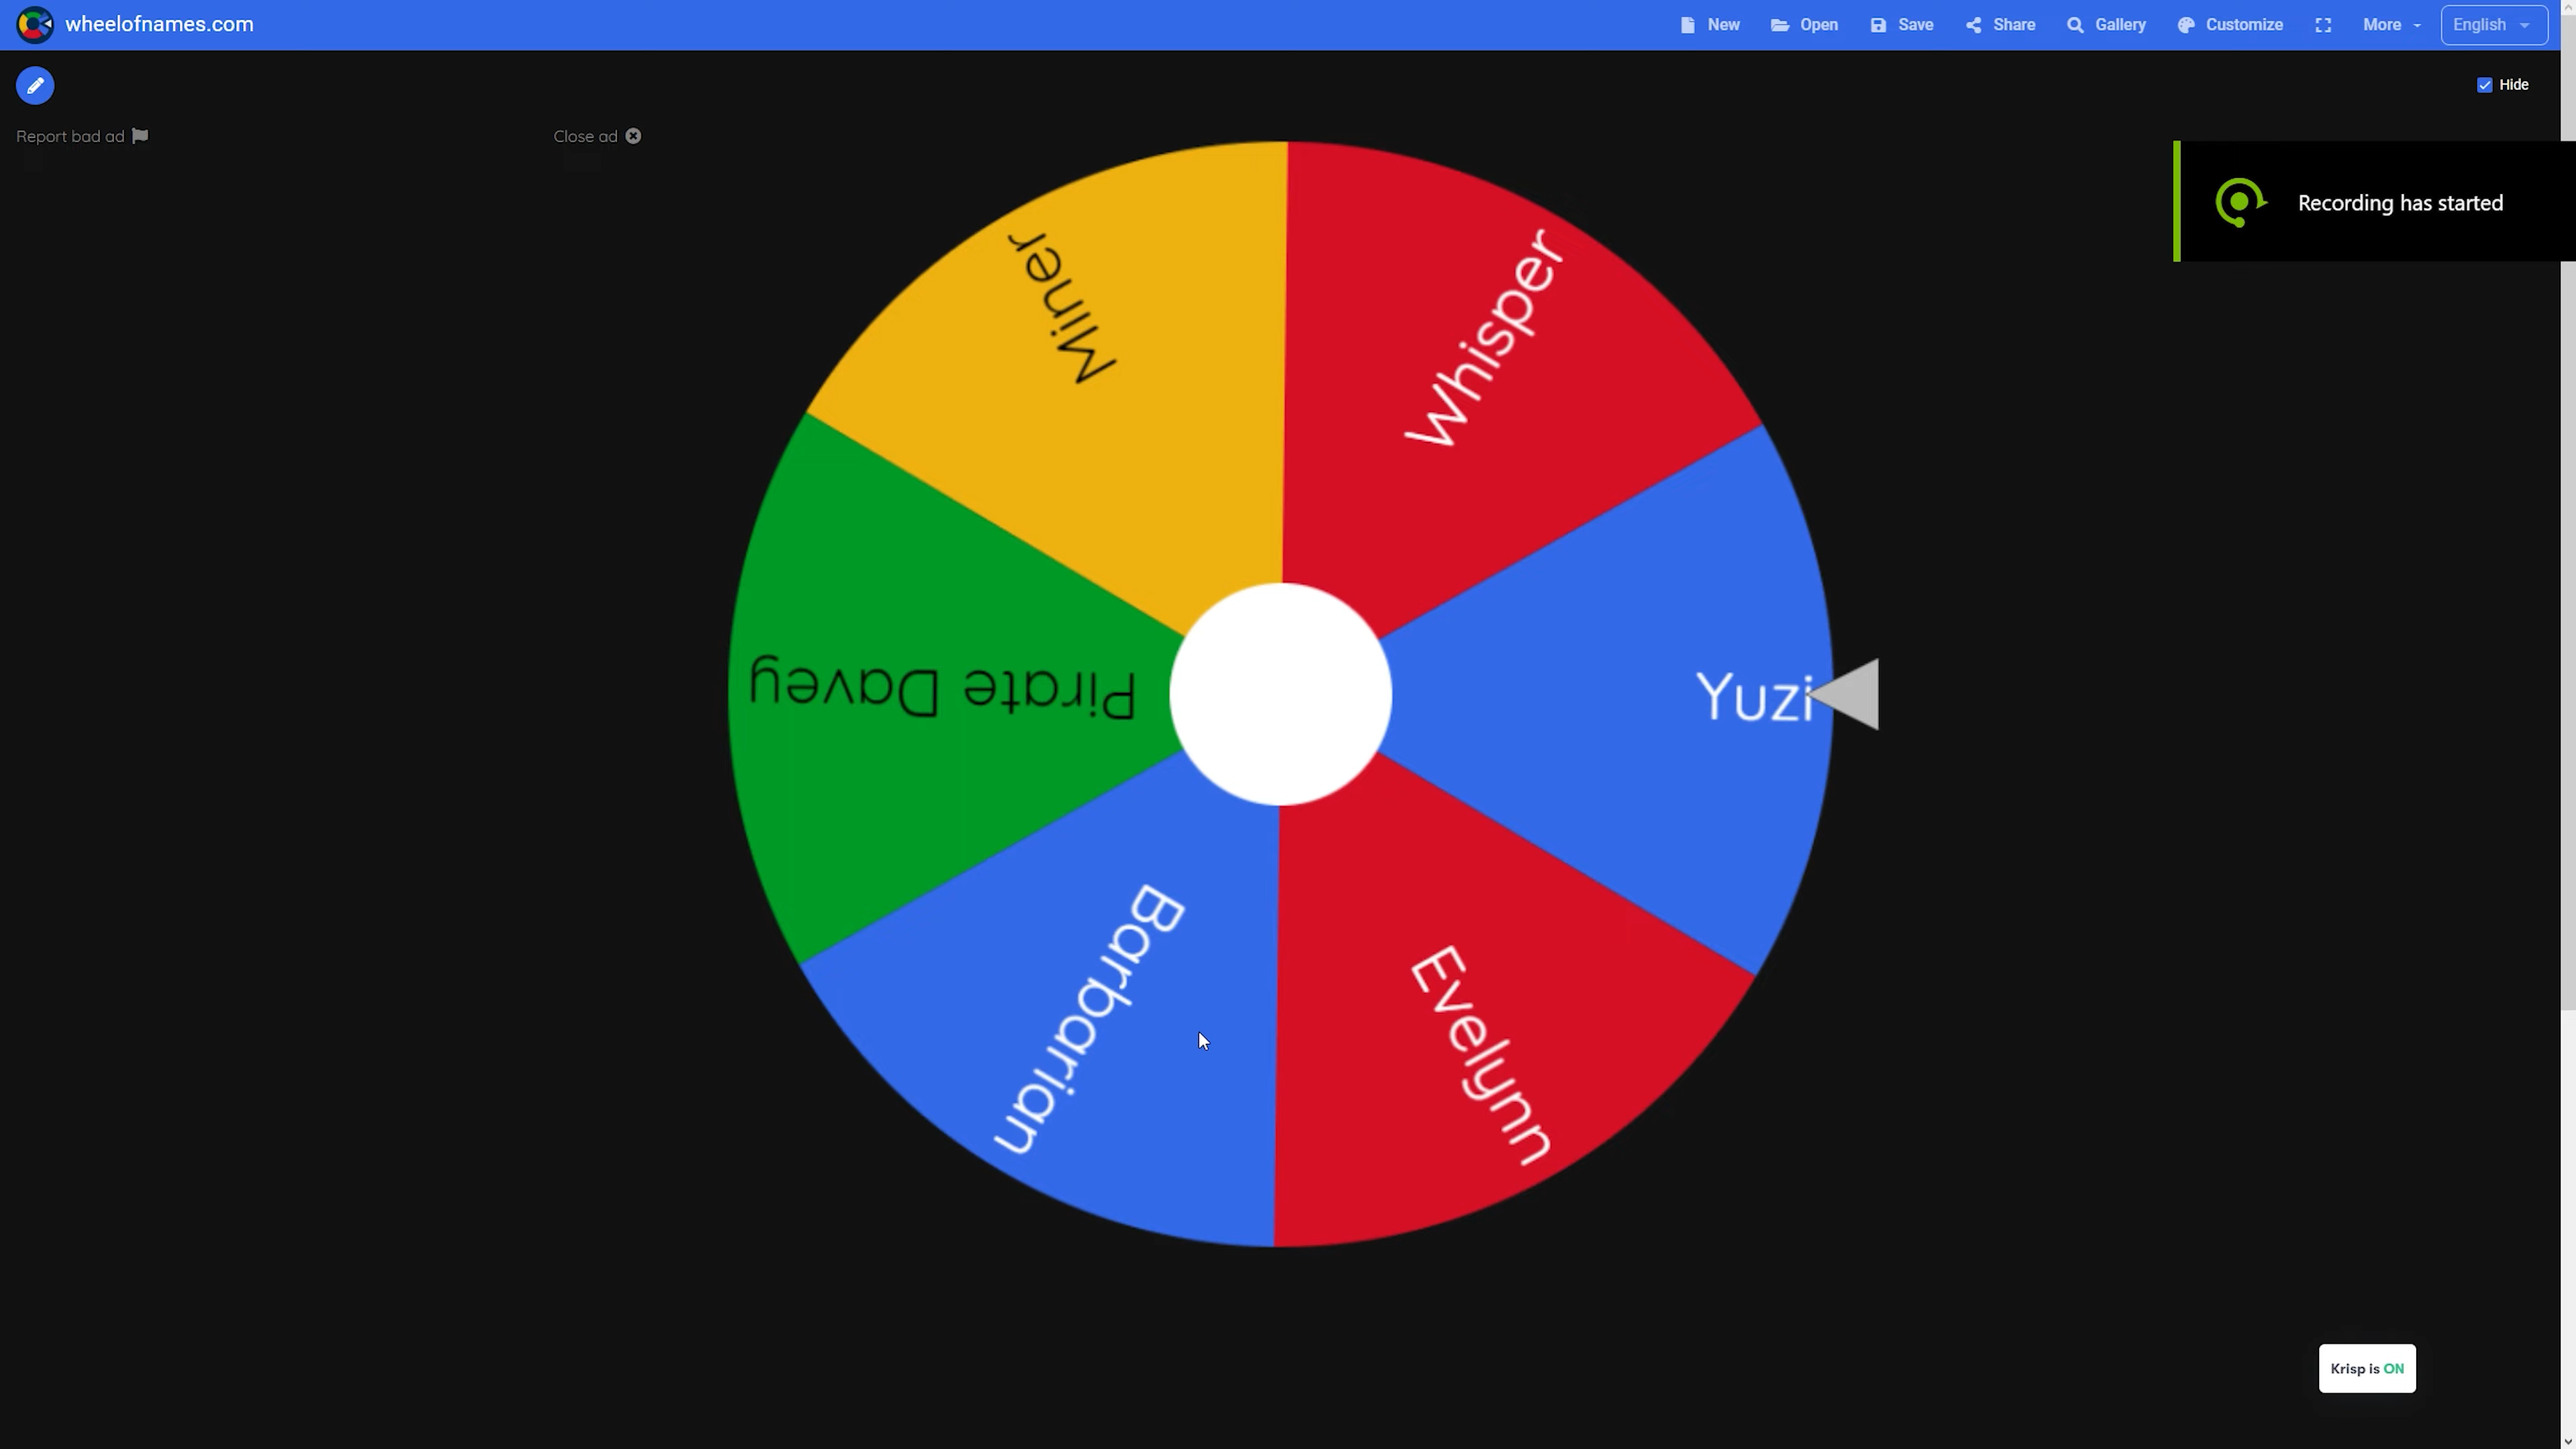 wheelofnames.com
New
Open
Save
Share
Gallery
Customize
More
English
Hide
Report bad ad
Close ad
Recording has started
Miner
Whisper
Pirate Davey
Yuzi
Barbarian
Evelynn
Krisp is ON